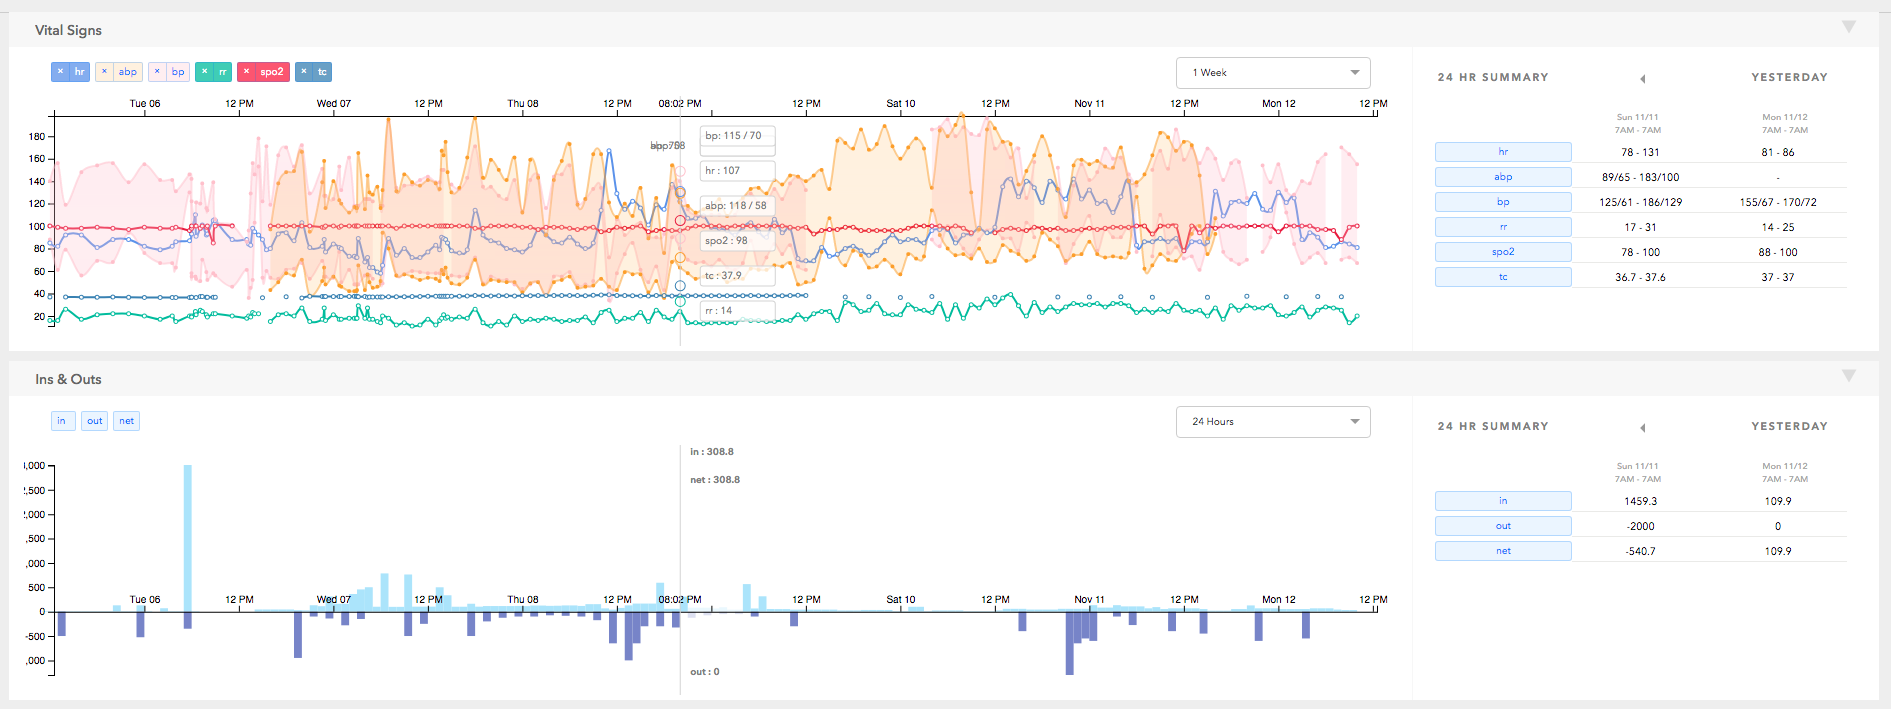 Vital Signs
× hr × abp × bp × rr × spo2 × tc
1 Week
Tue 06 12 PM Wed 07 12 PM Thu 08 12 PM 08:02 PM 12 PM Sat 10 12 PM Nov 11 12 PM Mon 12 12 PM
180
160
140
120
100
80
60
40
20
bp: 115 / 70
hr : 107
abp: 118 / 58
spo2 : 98
tc : 37.9
rr : 14
24 HR SUMMARY YESTERDAY
Sun 11/11 Mon 11/12
7AM - 7AM 7AM - 7AM
hr 78 - 131 81 - 86
abp 89/65 - 183/100 -
bp 125/61 - 186/129 155/67 - 170/72
rr 17 - 31 14 - 25
spo2 78 - 100 88 - 100
tc 36.7 - 37.6 37 - 37
Ins & Outs
in out net
24 Hours
in : 308.8
net : 308.8
,000
,500
,000
,500
,000
500
0
-500
,000
Tue 06 12 PM Wed 07 12 PM Thu 08 12 PM 08:02 PM 12 PM Sat 10 12 PM Nov 11 12 PM Mon 12 12 PM
out : 0
24 HR SUMMARY YESTERDAY
Sun 11/11 Mon 11/12
7AM - 7AM 7AM - 7AM
in 1459.3 109.9
out -2000 0
net -540.7 109.9